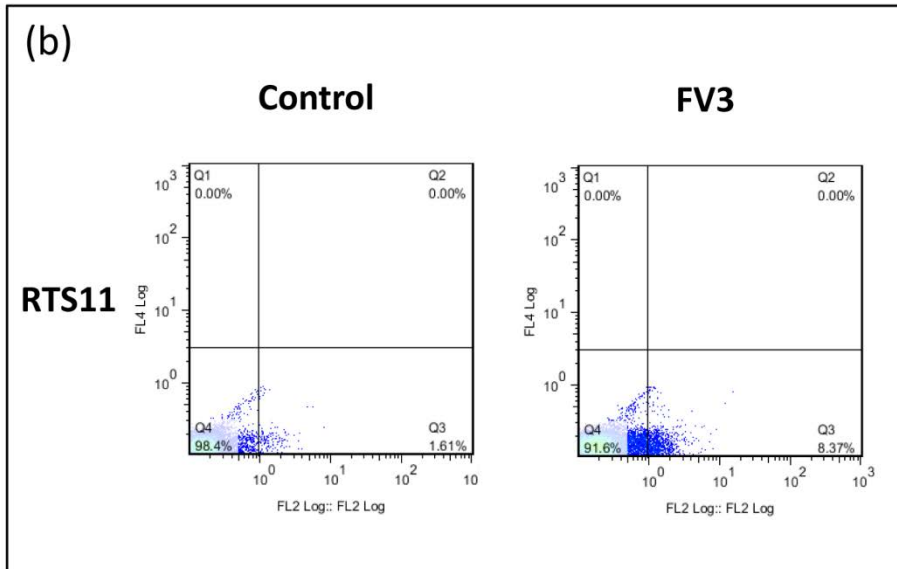 (b)
Control
FV3
RTS11
Q1
0.00%
Q2
0.00%
10^3
10^2
10^1
10^0
FL4 Log
Q4
98.4%
Q3
1.61%
10^0
10^1
10^2
10
FL2 Log:: FL2 Log
Q1
0.00%
Q2
0.00%
10^3
10^2
10^1
10^0
FL4 Log
Q4
91.6%
Q3
8.37%
10^0
10^1
10^2
10^3
FL2 Log:: FL2 Log